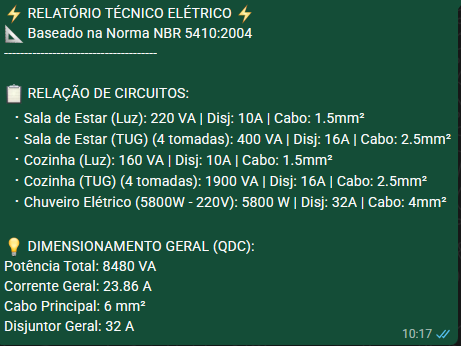 ⚡ RELATÓRIO TÉCNICO ELÉTRICO ⚡
📐 Baseado na Norma NBR 5410:2004
--------------------------------------
📋 RELAÇÃO DE CIRCUITOS:
• Sala de Estar (Luz): 220 VA | Disj: 10A | Cabo: 1.5mm²
• Sala de Estar (TUG) (4 tomadas): 400 VA | Disj: 16A | Cabo: 2.5mm²
• Cozinha (Luz): 160 VA | Disj: 10A | Cabo: 1.5mm²
• Cozinha (TUG) (4 tomadas): 1900 VA | Disj: 16A | Cabo: 2.5mm²
• Chuveiro Elétrico (5800W - 220V): 5800 W | Disj: 32A | Cabo: 4mm²
💡 DIMENSIONAMENTO GERAL (QDC):
Potência Total: 8480 VA
Corrente Geral: 23.86 A
Cabo Principal: 6 mm²
Disjuntor Geral: 32 A
10:17